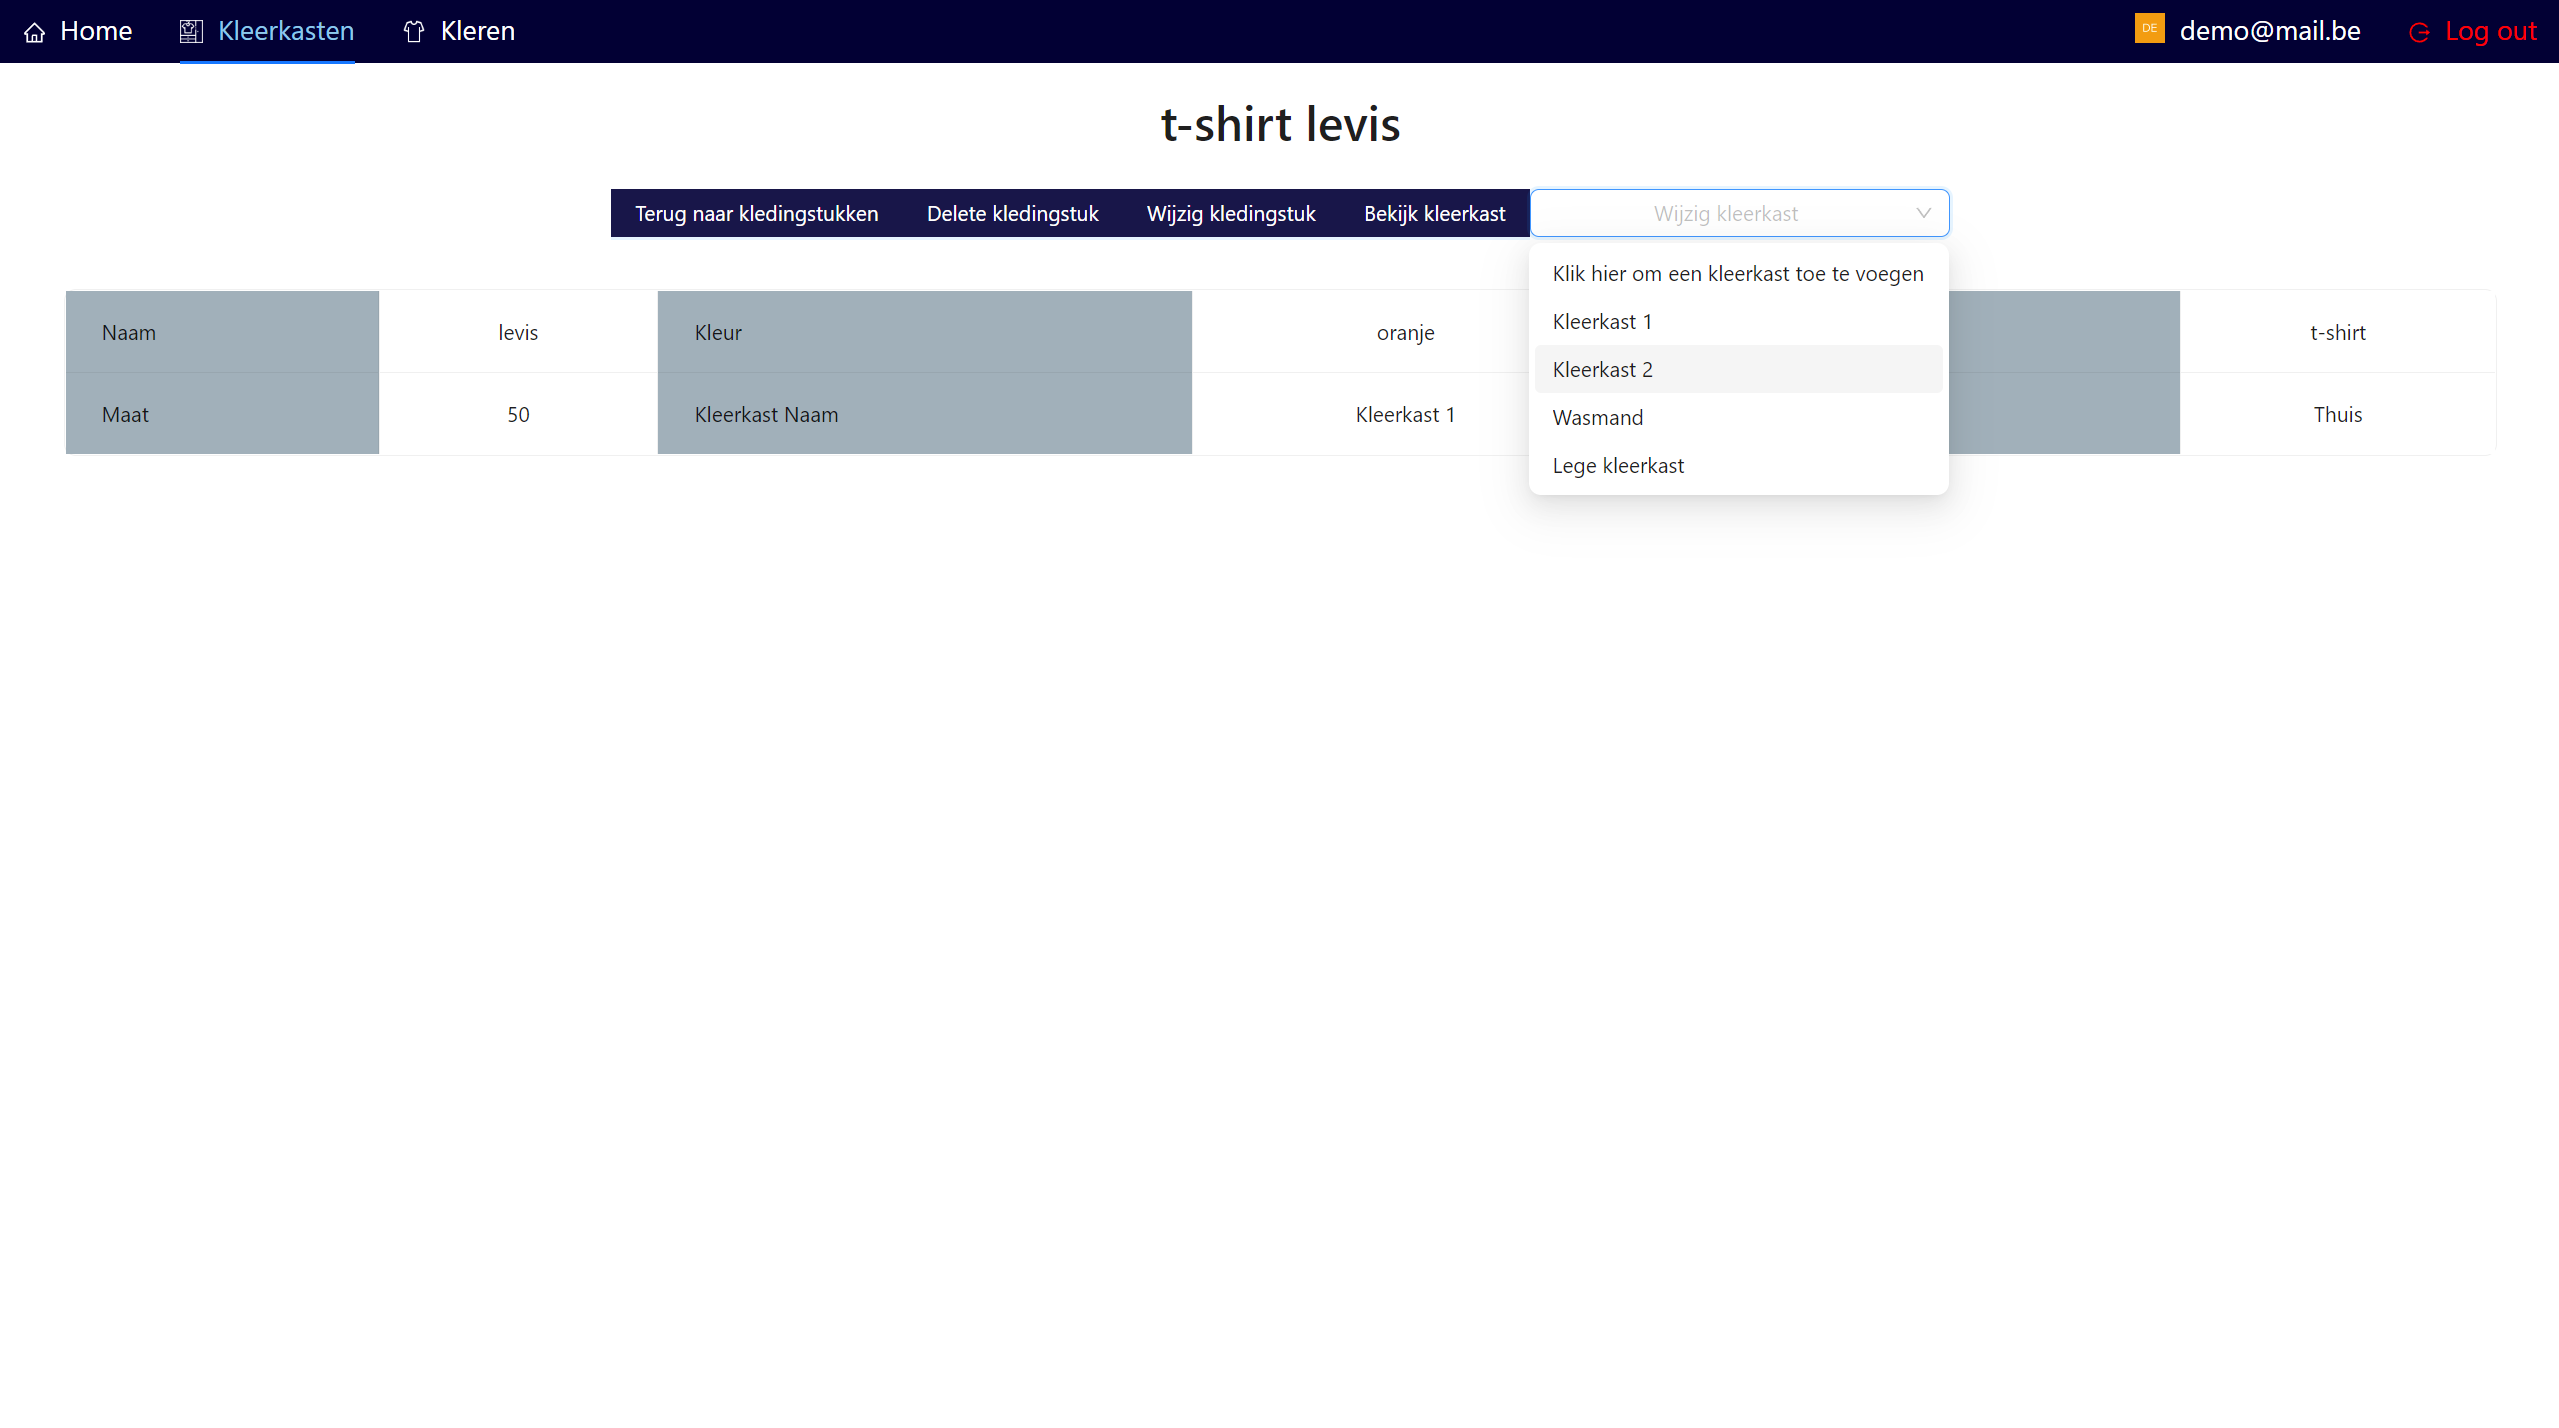 Home Kleerkasten Kleren DE demo@mail.be Log out
t-shirt levis
Terug naar kledingstukken Delete kledingstuk Wijzig kledingstuk Bekijk kleerkast Wijzig kleerkast
Klik hier om een kleerkast toe te voegen
Kleerkast 1
Kleerkast 2
Wasmand
Lege kleerkast
Naam levis Kleur oranje t-shirt
Maat 50 Kleerkast Naam Kleerkast 1 Thuis